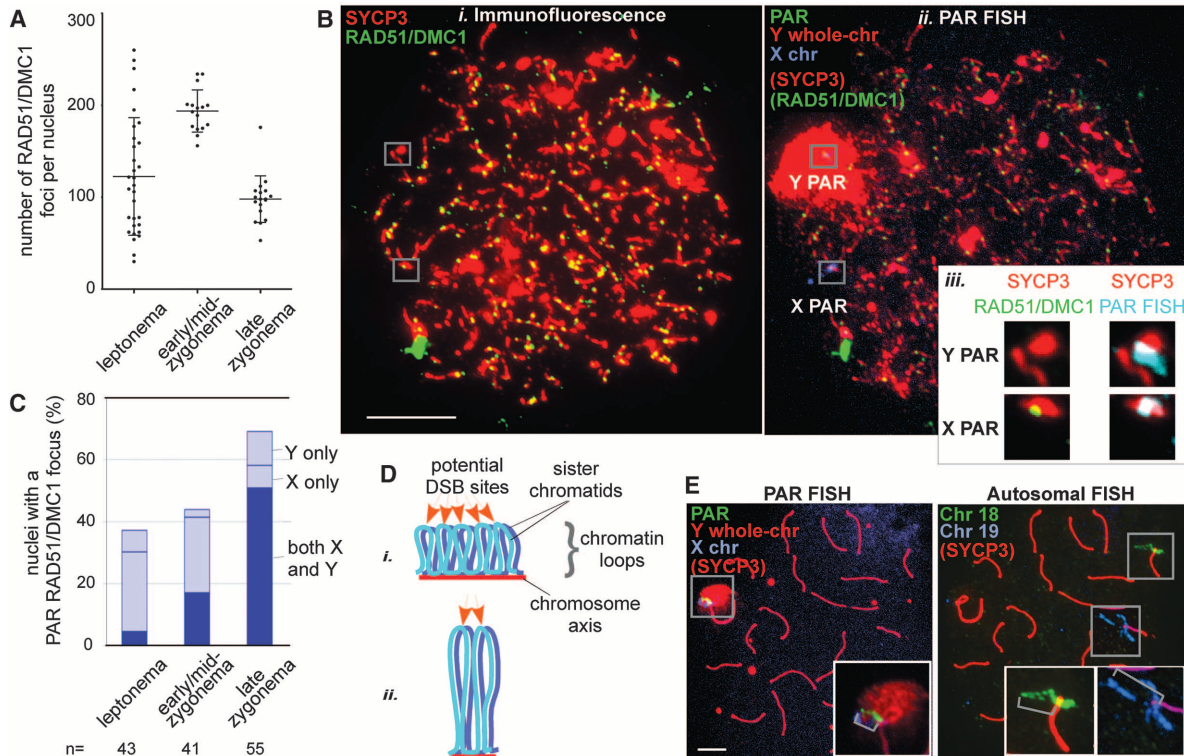 A
number of RAD51/DMC1
foci per nucleus
300
200
100
0
leptonema
early/mid-
zygonema
late
zygonema
B
SYCP3
RAD51/DMC1
i. Immunofluorescence
PAR
Y whole-chr
X chr
(SYCP3)
(RAD51/DMC1)
ii. PAR FISH
Y PAR
X PAR
iii.
SYCP3
RAD51/DMC1
SYCP3
PAR FISH
Y PAR
X PAR
C
nuclei with a
PAR RAD51/DMC1 focus (%)
80
60
40
20
0
Y only
X only
both X
and Y
leptonema
early/mid-
zygonema
late
zygonema
n= 43 41 55
D
potential
DSB sites
sister
chromatids
i.
chromatin
loops
chromosome
axis
ii.
E
PAR FISH
PAR
Y whole-chr
X chr
(SYCP3)
Autosomal FISH
Chr 18
Chr 19
(SYCP3)